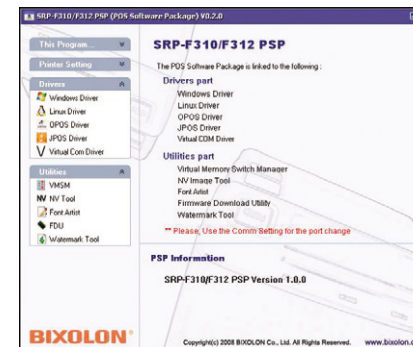 SRP-F310/F312 PSP (POS Software Package) V0.2.0
This Program...
Printer Setting
Drivers
Windows Driver
Linux Driver
OPOS Driver
JPOS Driver
Virtual Com Driver
Utilities
VMSM
NV NV Tool
Font Artist
FDU
Watermark Tool
BIXOLON®
SRP-F310/F312 PSP
The POS Software Package is linked to the following :
Drivers part
Windows Driver
Linux Driver
OPOS Driver
JPOS Driver
Virtual COM Driver
Utilities part
Virtual Memory Switch Manager
NV Image Tool
Font Artist
Firmware Download Utility
Watermark Tool
** Please, Use the Comm Setting for the port change
PSP Information
SRP-F310/F312 PSP Version 1.0.0
Copyright(c) 2008 BIXOLON Co., Ltd. All Rights Reserved. www.bixolon.c